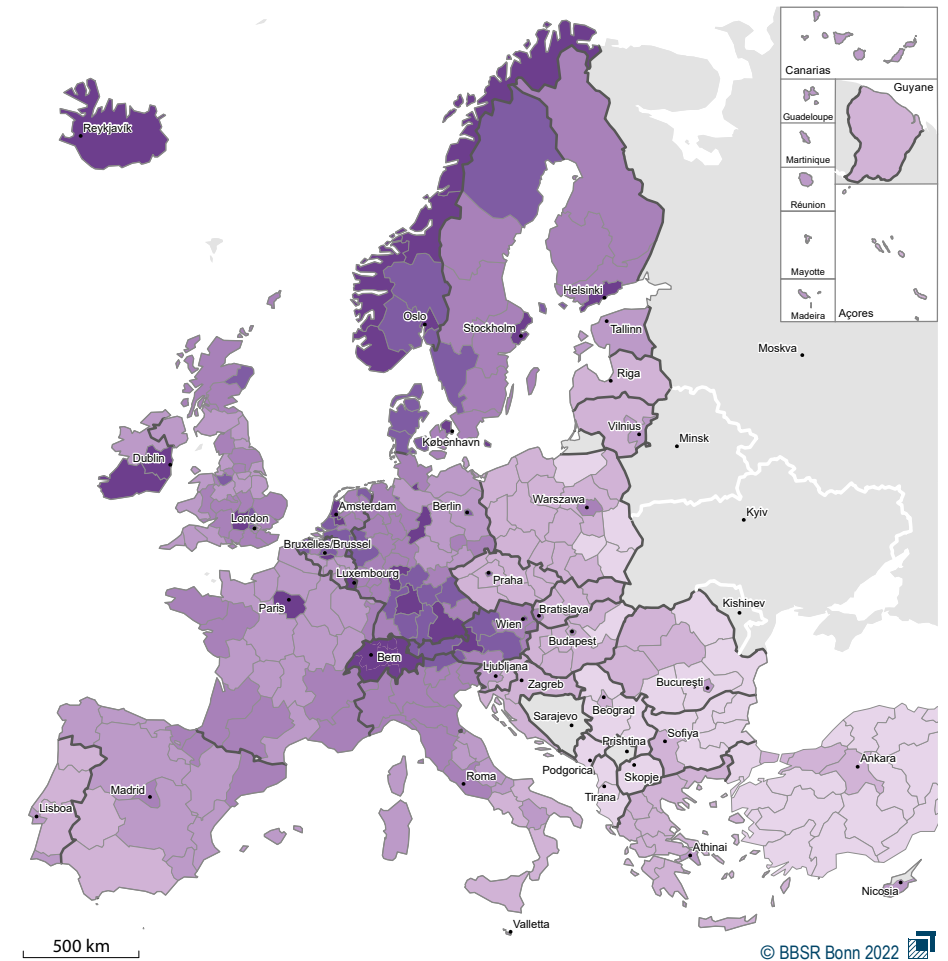 Canarias
Guyane
Guadeloupe
Martinique
Réunion
Mayotte
Madeira
Açores
Reykjavík
Helsinki
Oslo
Stockholm
Tallinn
Moskva
Riga
Vilnius
Minsk
København
Dublin
Warszawa
Kyiv
London
Amsterdam
Berlin
Bruxelles/Brussel
Luxembourg
Praha
Paris
Kishinev
Bratislava
Wien
Budapest
Bern
Ljubljana
Zagreb
Bucureşti
Beograd
Sarajevo
Prishtina
Sofiya
Podgorica
Skopje
Ankara
Roma
Tirana
Madrid
Lisboa
Athinai
Nicosia
Valletta
500 km
© BBSR Bonn 2022